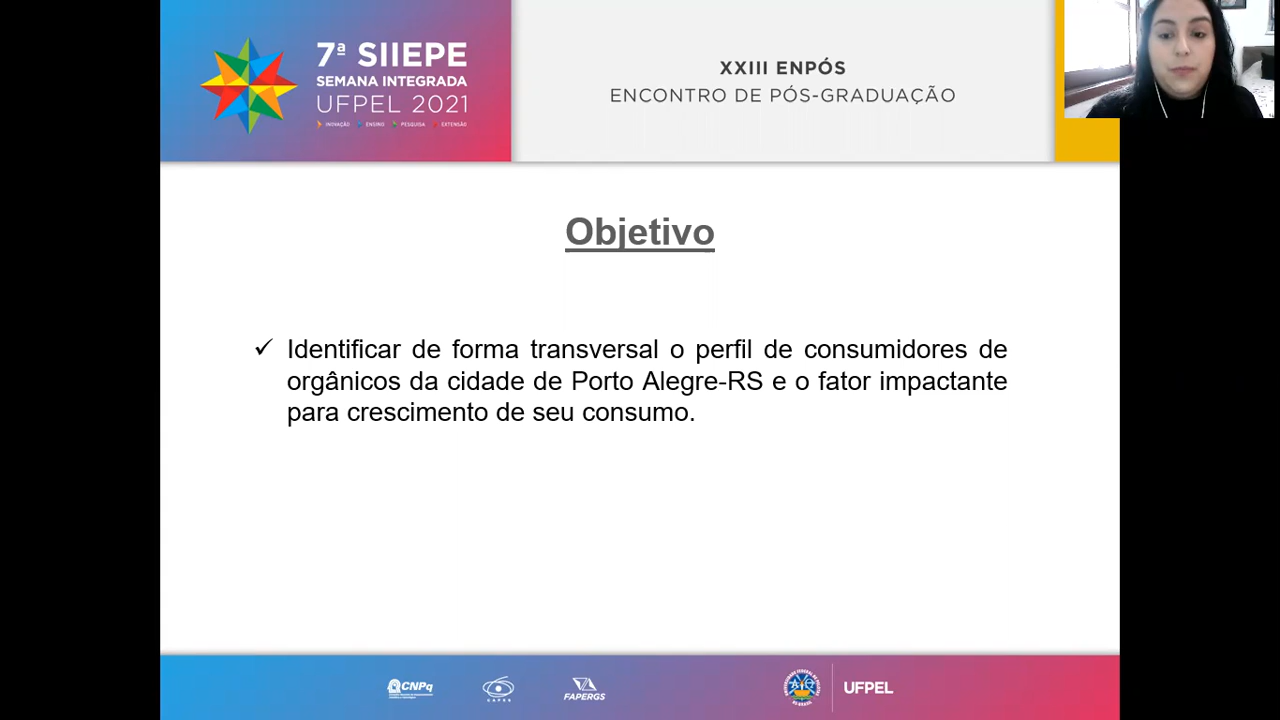 7ª SIIEPE
SEMANA INTEGRADA
UFPEL 2021
INOVAÇÃO ENSINO PESQUISA EXTENSÃO
XXIII ENPÓS
ENCONTRO DE PÓS-GRADUAÇÃO
Objetivo
✓ Identificar de forma transversal o perfil de consumidores de
orgânicos da cidade de Porto Alegre-RS e o fator impactante
para crescimento de seu consumo.
CNPq
CAPES
FAPERGS
UFPEL